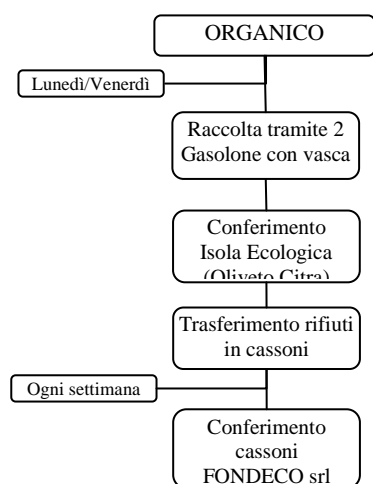 ORGANICO
Lunedì/Venerdì
Raccolta tramite 2
Gasolone con vasca
Conferimento
Isola Ecologica
(Oliveto Citra)
Trasferimento rifiuti
in cassoni
Ogni settimana
Conferimento
cassoni
FONDECO srl